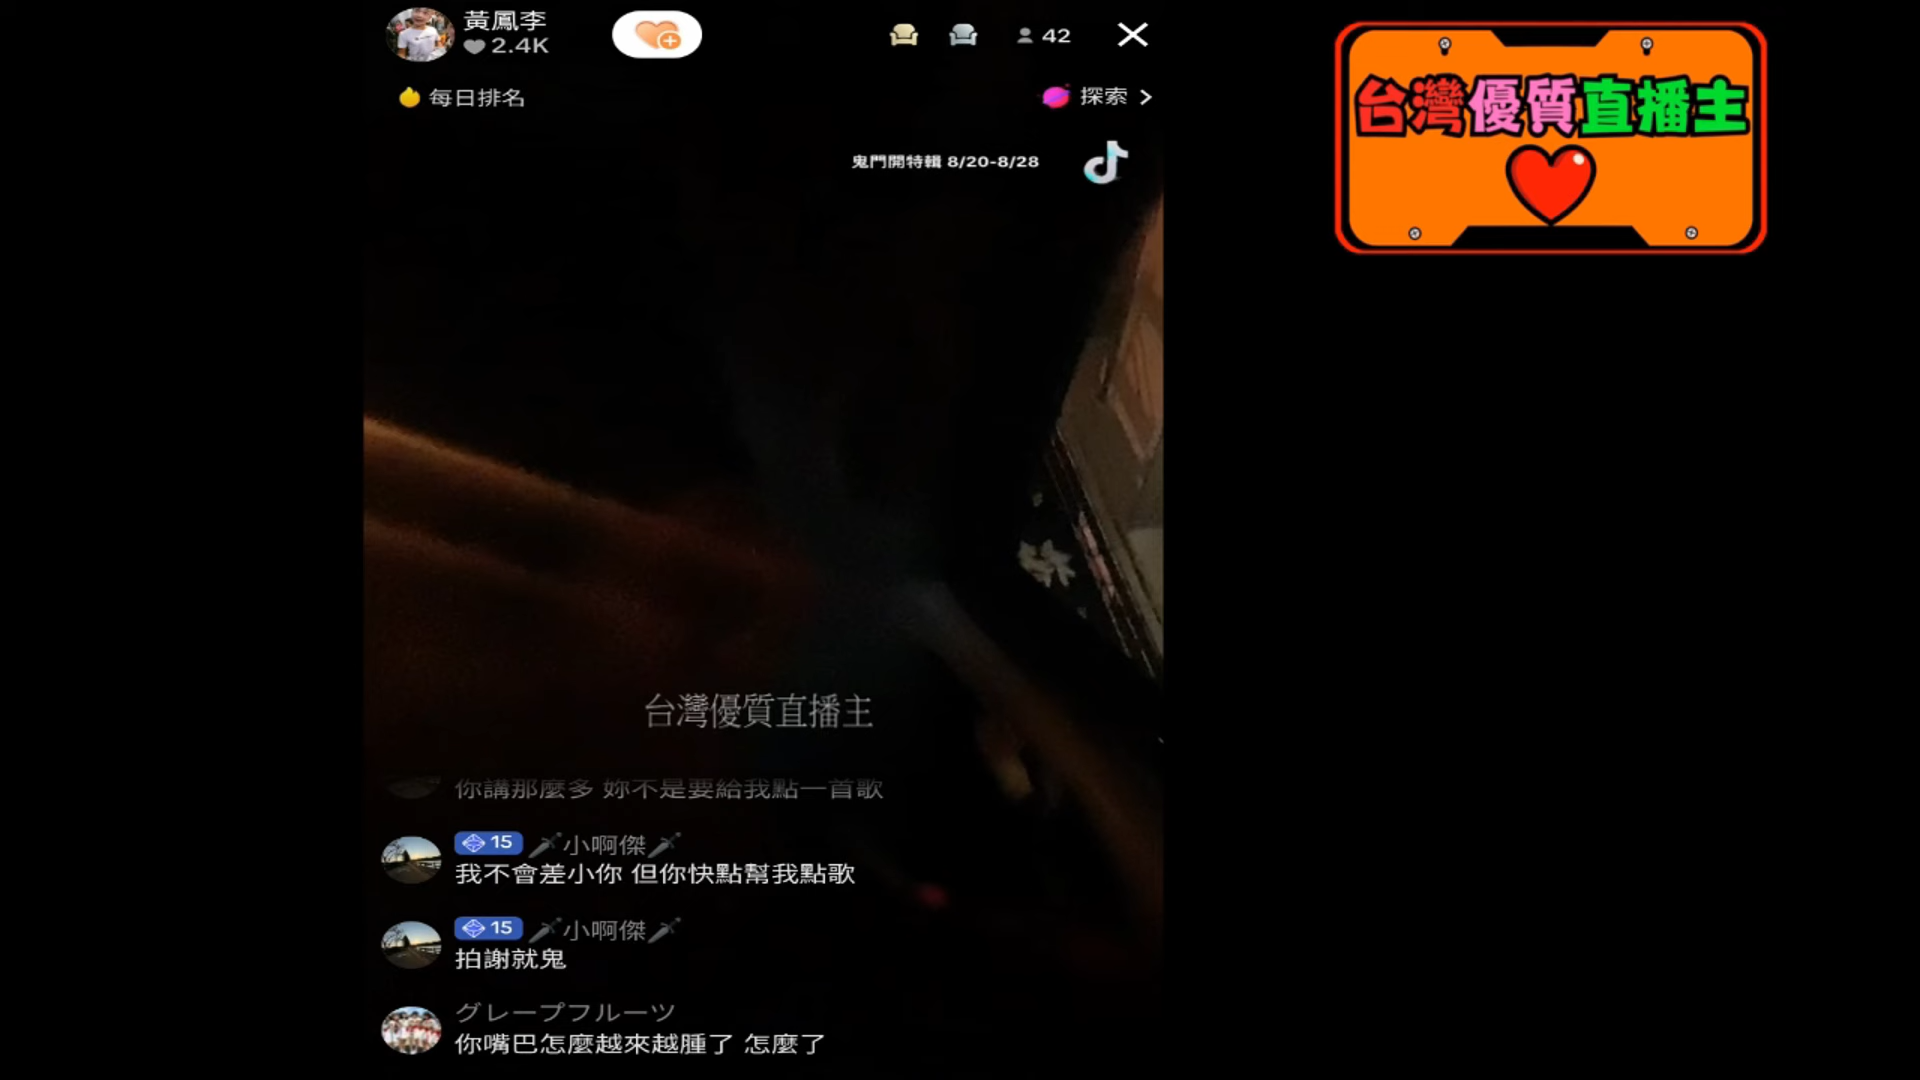 黃鳳李
2.4K
42
每日排名
探索
鬼門開特輯 8/20-8/28
台灣優質直播主
台灣優質直播主
你講那麼多 妳不是要給我點一首歌
15 小啊傑
我不會差小你 但你快點幫我點歌
15 小啊傑
拍謝就鬼
グレープフルーツ
你嘴巴怎麼越來越腫了 怎麼了